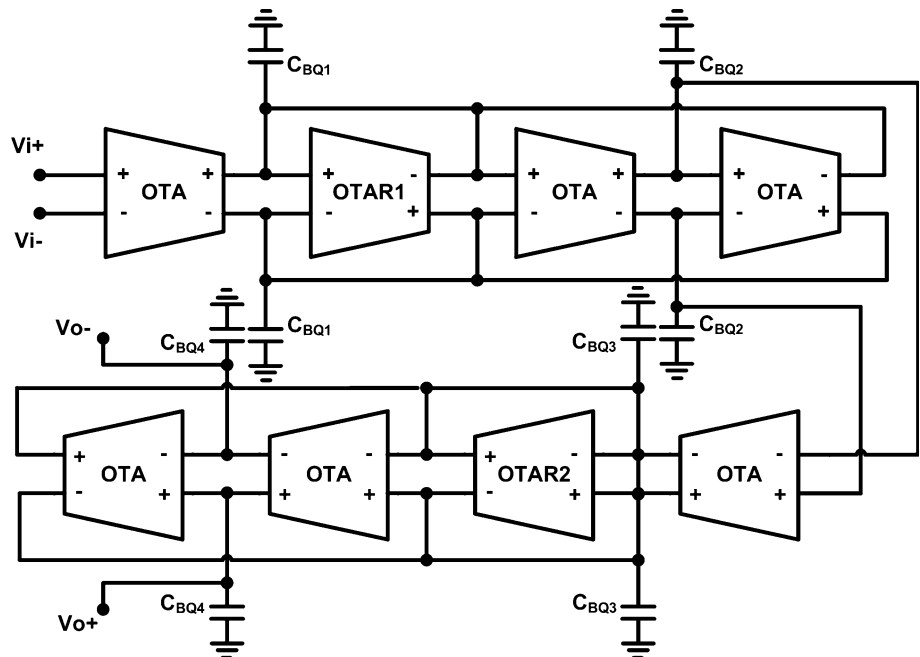 CBQ1
CBQ2
Vi+
+ OTA +
+ OTAR1 -
+ OTA +
+ OTA -
- -
- +
- -
- +
Vi-
CBQ1
CBQ2
Vo-
CBQ4
CBQ3
+ OTA -
- OTA -
+ OTAR2 -
- OTA -
- +
+ +
- +
+ +
Vo+
CBQ4
CBQ3